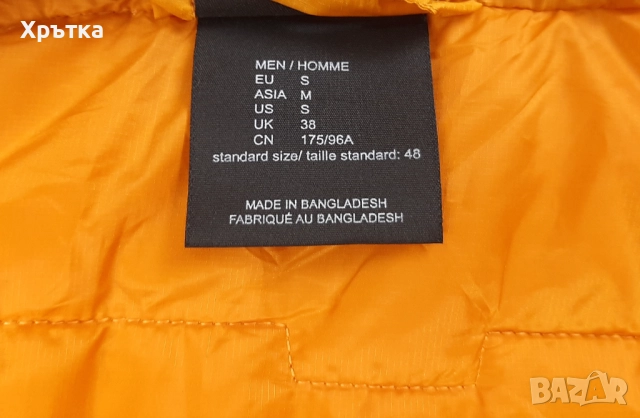 Хрътка
MEN / HOMME
EU S
ASIA M
US S
UK 38
CN 175/96A
standard size/ taille standard: 48
MADE IN BANGLADESH
FABRIQUÉ AU BANGLADESH
BAZAR